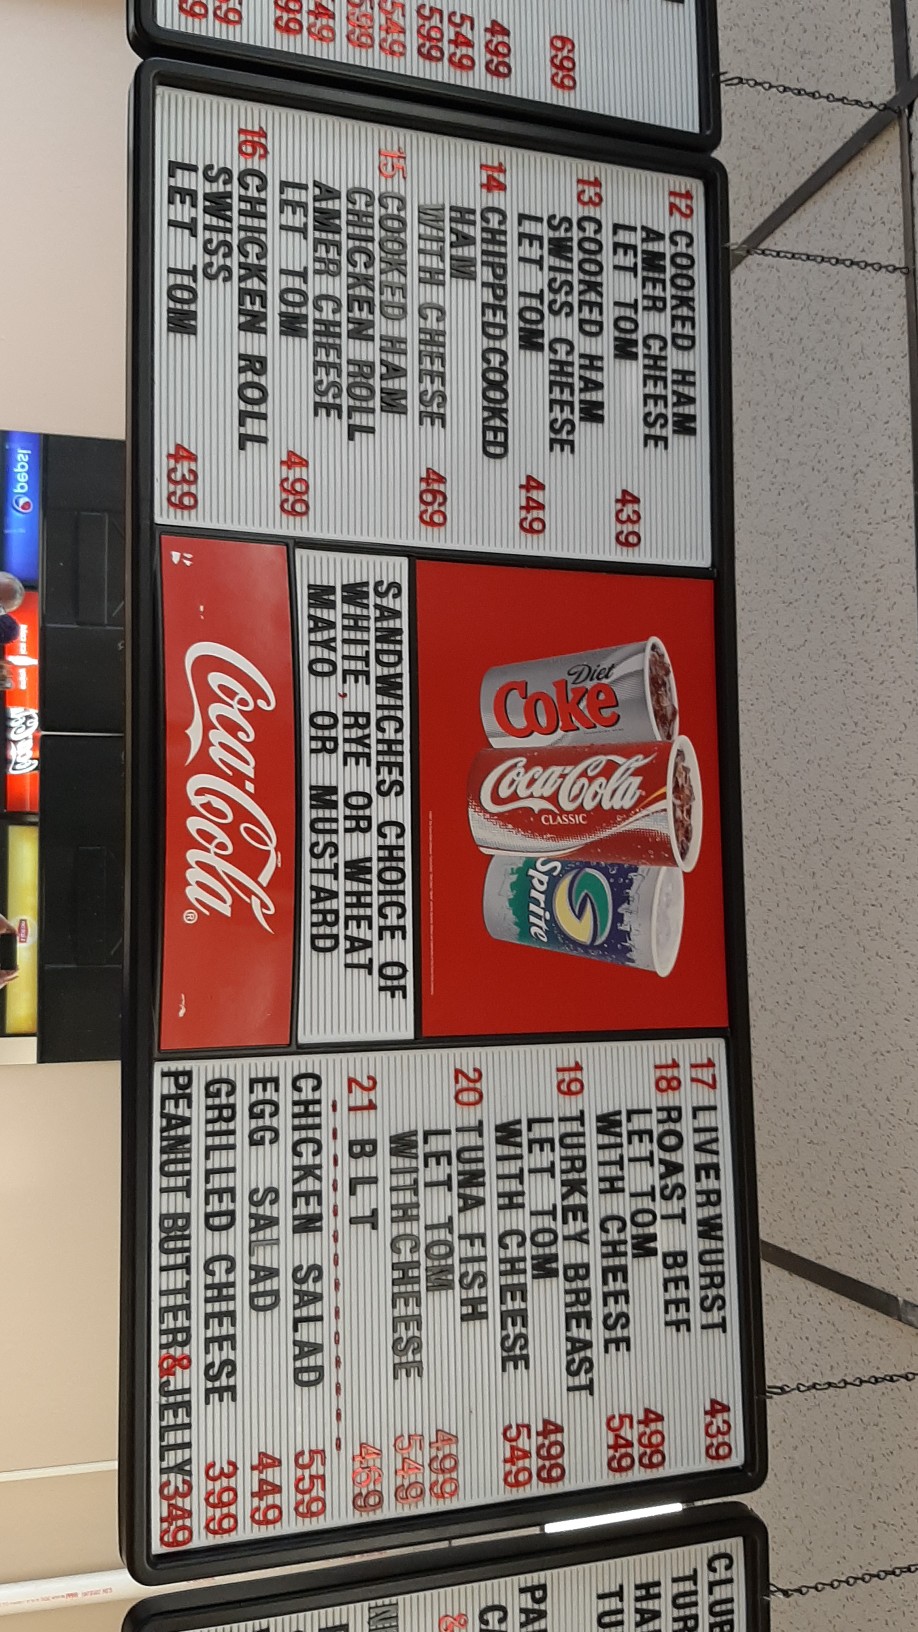 699
499
549
599
12 COOKED HAM
AMER CHEESE
LET TOM 439
13 COOKED HAM
SWISS CHEESE
LET TOM 449
14 CHIPPED COOKED
HAM
WITH CHEESE 469
15 COOKED HAM
CHICKEN ROLL
AMER CHEESE
LET TOM 499
16 CHICKEN ROLL
SWISS
LET TOM 439
Diet
Coke
Coca-Cola
CLASSIC
Sprite
SANDWICHES CHOICE OF
WHITE, RYE OR WHEAT
MAYO OR MUSTARD
Coca-Cola®
17 LIVERWURST 439
18 ROAST BEEF
LET TOM 499
WITH CHEESE 549
19 TURKEY BREAST
LET TOM 499
WITH CHEESE 549
20 TUNA FISH
LET TOM 499
WITH CHEESE 549
21 B L T 469
CHICKEN SALAD 559
EGG SALAD 449
GRILLED CHEESE 399
PEANUT BUTTER&JELLY 349
pepsi